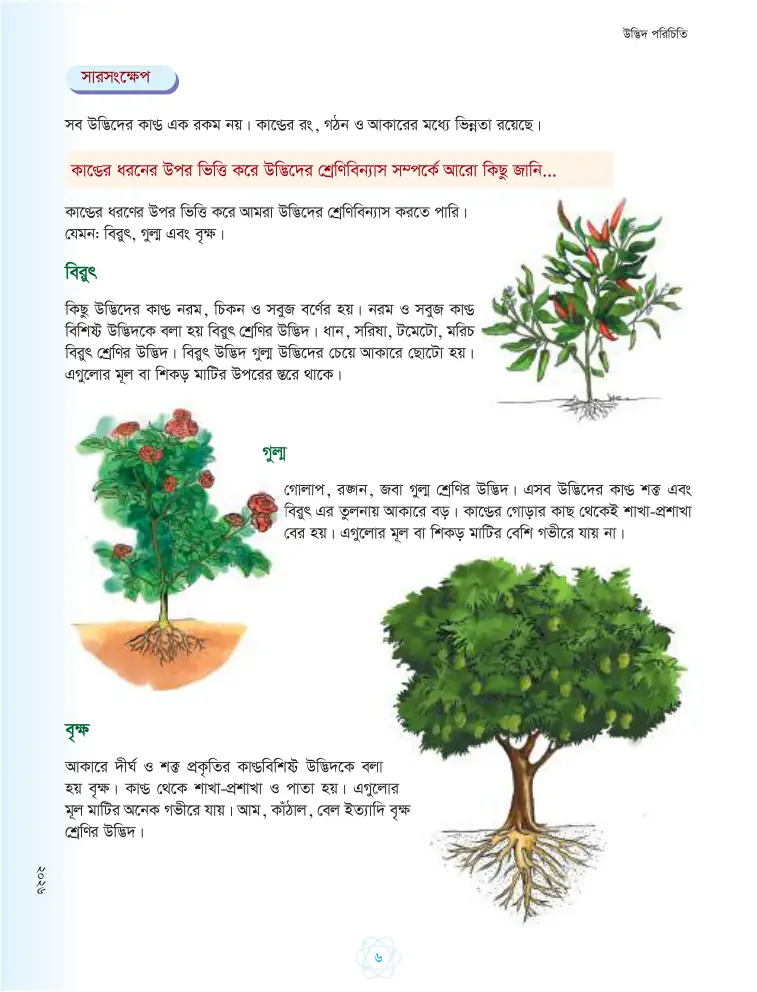 উদ্ভিদ পরিচিতি
সারসংক্ষেপ
সব উদ্ভিদের কাণ্ড এক রকম নয়। কাণ্ডের রং, গঠন ও আকারের মধ্যে ভিন্নতা রয়েছে।
কাণ্ডের ধরনের উপর ভিত্তি করে উদ্ভিদের শ্রেণিবিন্যাস সম্পর্কে আরো কিছু জানি...
কাণ্ডের ধরণের উপর ভিত্তি করে আমরা উদ্ভিদের শ্রেণিবিন্যাস করতে পারি।
যেমন: বিরুৎ, গুল্ম এবং বৃক্ষ।
বিরুৎ
কিছু উদ্ভিদের কাণ্ড নরম, চিকন ও সবুজ বর্ণের হয়। নরম ও সবুজ কাণ্ড
বিশিষ্ট উদ্ভিদকে বলা হয় বিরুৎ শ্রেণির উদ্ভিদ। ধান, সরিষা, টমেটো, মরিচ
বিরুৎ শ্রেণির উদ্ভিদ। বিরুৎ উদ্ভিদ গুল্ম উদ্ভিদের চেয়ে আকারে ছোটো হয়।
এগুলোর মূল বা শিকড় মাটির উপরের স্তরে থাকে।
গুল্ম
গোলাপ, রঙ্গন, জবা গুল্ম শ্রেণির উদ্ভিদ। এসব উদ্ভিদের কাণ্ড শক্ত এবং
বিরুৎ এর তুলনায় আকারে বড়। কাণ্ডের গোড়ার কাছ থেকেই শাখা-প্রশাখা
বের হয়। এগুলোর মূল বা শিকড় মাটির বেশি গভীরে যায় না।
বৃক্ষ
আকারে দীর্ঘ ও শক্ত প্রকৃতির কাণ্ডবিশিষ্ট উদ্ভিদকে বলা
হয় বৃক্ষ। কাণ্ড থেকে শাখা-প্রশাখা ও পাতা হয়। এগুলোর
মূল মাটির অনেক গভীরে যায়। আম, কাঁঠাল, বেল ইত্যাদি বৃক্ষ
শ্রেণির উদ্ভিদ।
২০২৫
৬